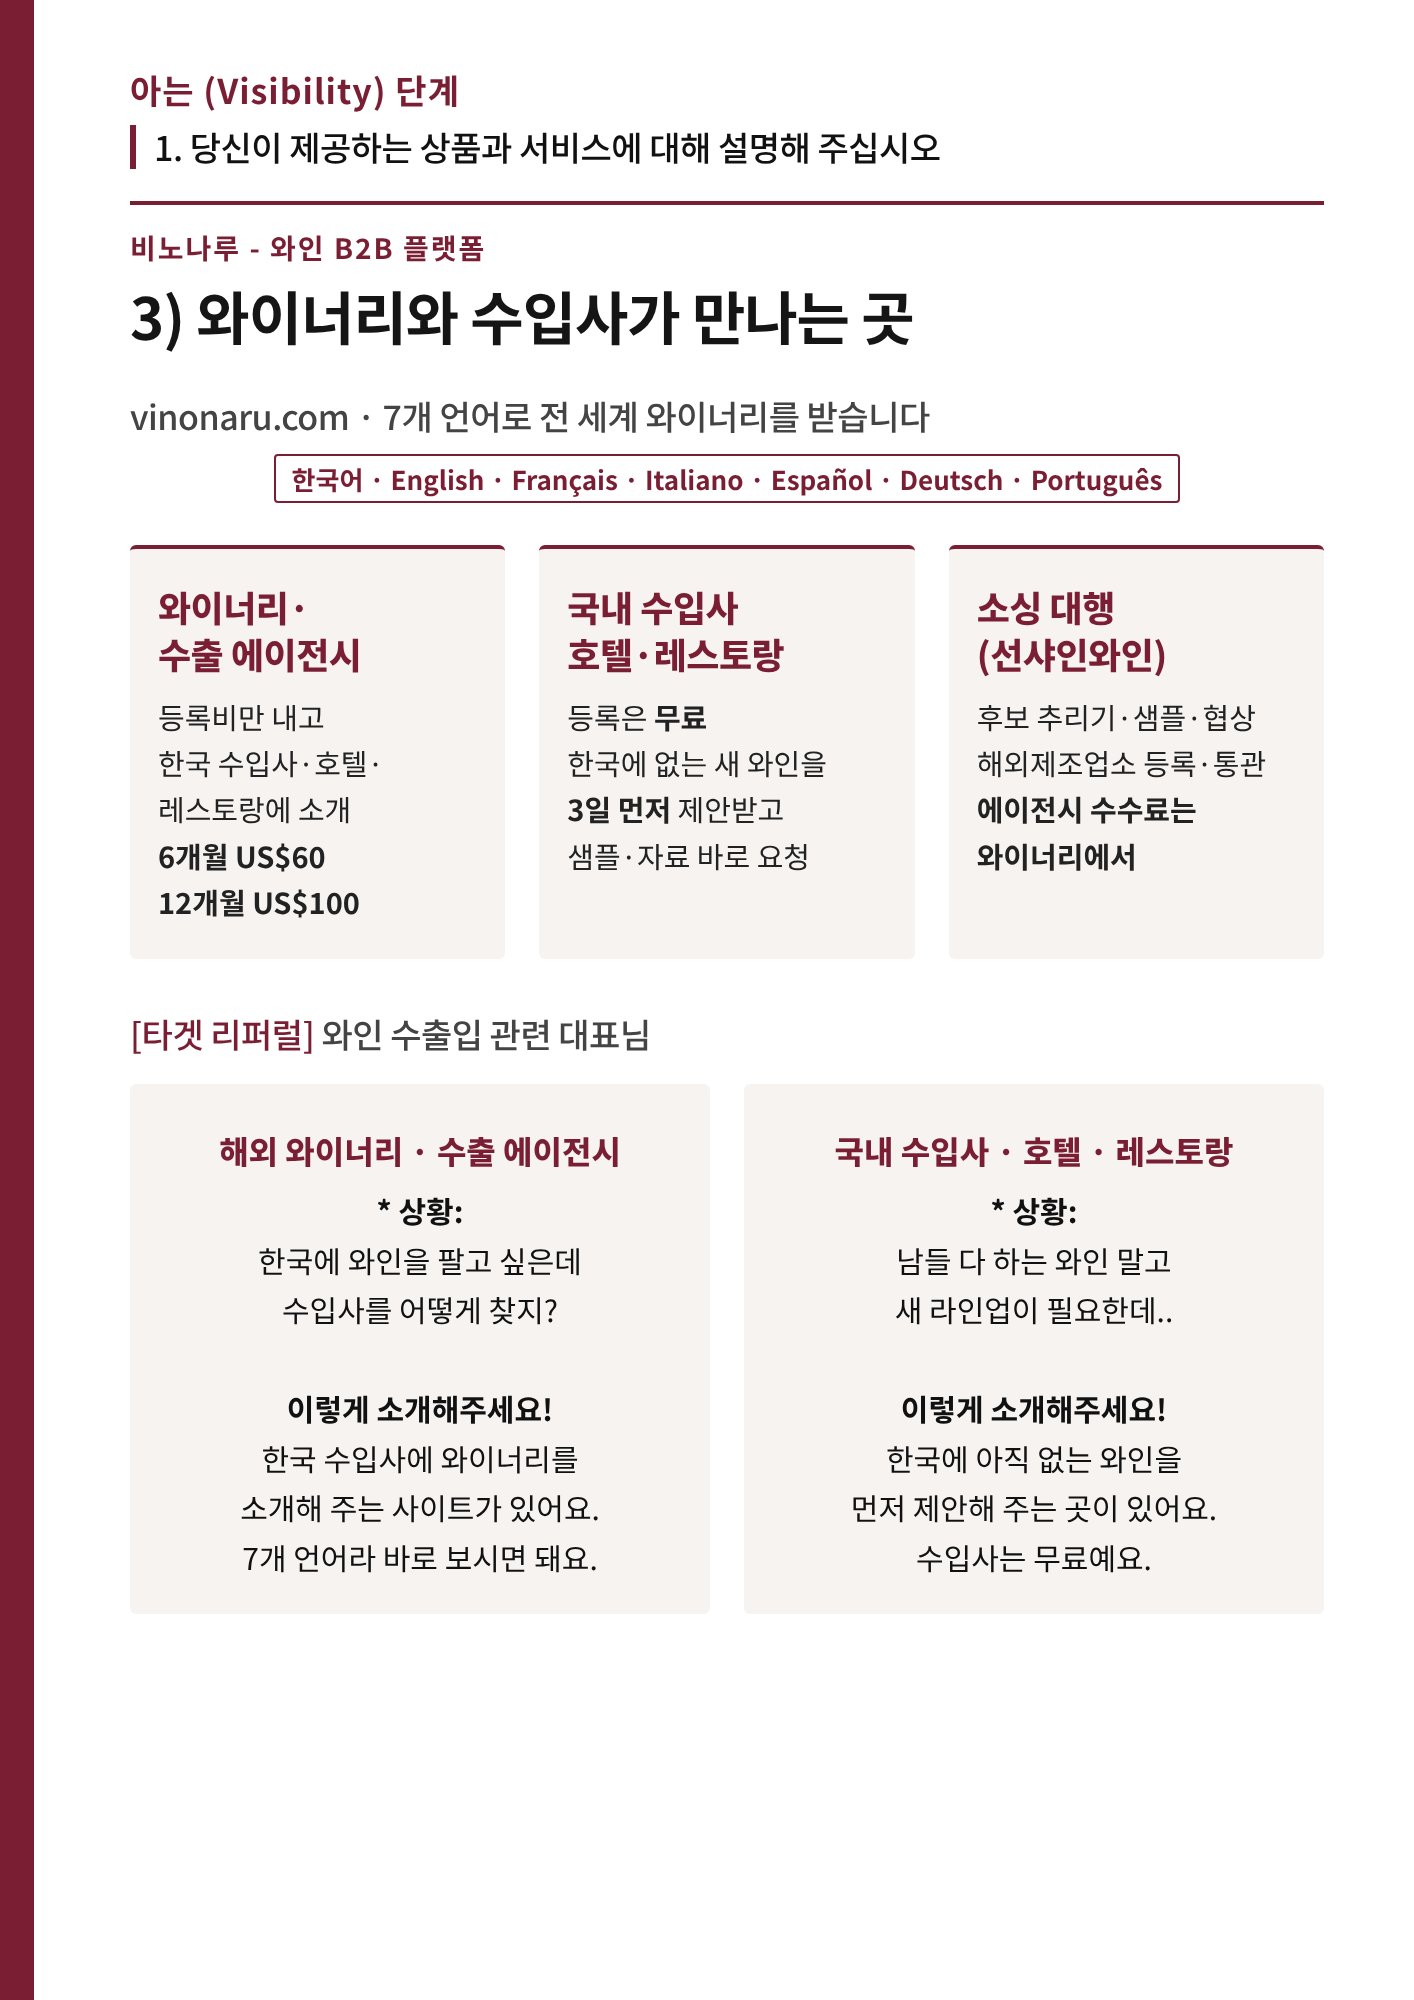 아는 (Visibility) 단계
1. 당신이 제공하는 상품과 서비스에 대해 설명해 주십시오
비노나루 - 와인 B2B 플랫폼
3) 와이너리와 수입사가 만나는 곳
vinonaru.com · 7개 언어로 전 세계 와이너리를 받습니다
한국어 · English · Français · Italiano · Español · Deutsch · Português
와이너리·
수출 에이전시
등록비만 내고
한국 수입사·호텔·
레스토랑에 소개
6개월 US$60
12개월 US$100
국내 수입사
호텔·레스토랑
등록은 무료
한국에 없는 새 와인을
3일 먼저 제안받고
샘플·자료 바로 요청
소싱 대행
(선샤인와인)
후보 추리기·샘플·협상
해외제조업소 등록·통관
에이전시 수수료는
와이너리에서
[타겟 리퍼럴] 와인 수출입 관련 대표님
해외 와이너리 · 수출 에이전시
* 상황:
한국에 와인을 팔고 싶은데
수입사를 어떻게 찾지?
이렇게 소개해주세요!
한국 수입사에 와이너리를
소개해 주는 사이트가 있어요.
7개 언어라 바로 보시면 돼요.
국내 수입사 · 호텔 · 레스토랑
* 상황:
남들 다 하는 와인 말고
새 라인업이 필요한데..
이렇게 소개해주세요!
한국에 아직 없는 와인을
먼저 제안해 주는 곳이 있어요.
수입사는 무료예요.